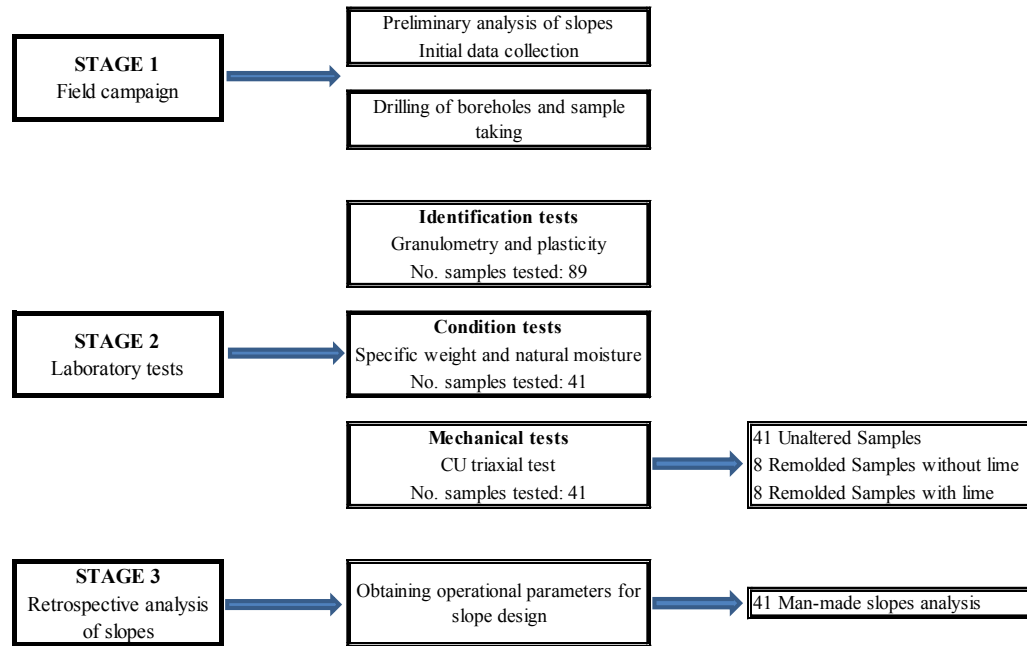 Preliminary analysis of slopes
Initial data collection
STAGE 1
Field campaign
Drilling of boreholes and sample
taking
Identification tests
Granulometry and plasticity
No. samples tested: 89
STAGE 2
Laboratory tests
Condition tests
Specific weight and natural moisture
No. samples tested: 41
Mechanical tests
CU triaxial test
No. samples tested: 41
41 Unaltered Samples
8 Remolded Samples without lime
8 Remolded Samples with lime
STAGE 3
Retrospective analysis
of slopes
Obtaining operational parameters for
slope design
41 Man-made slopes analysis